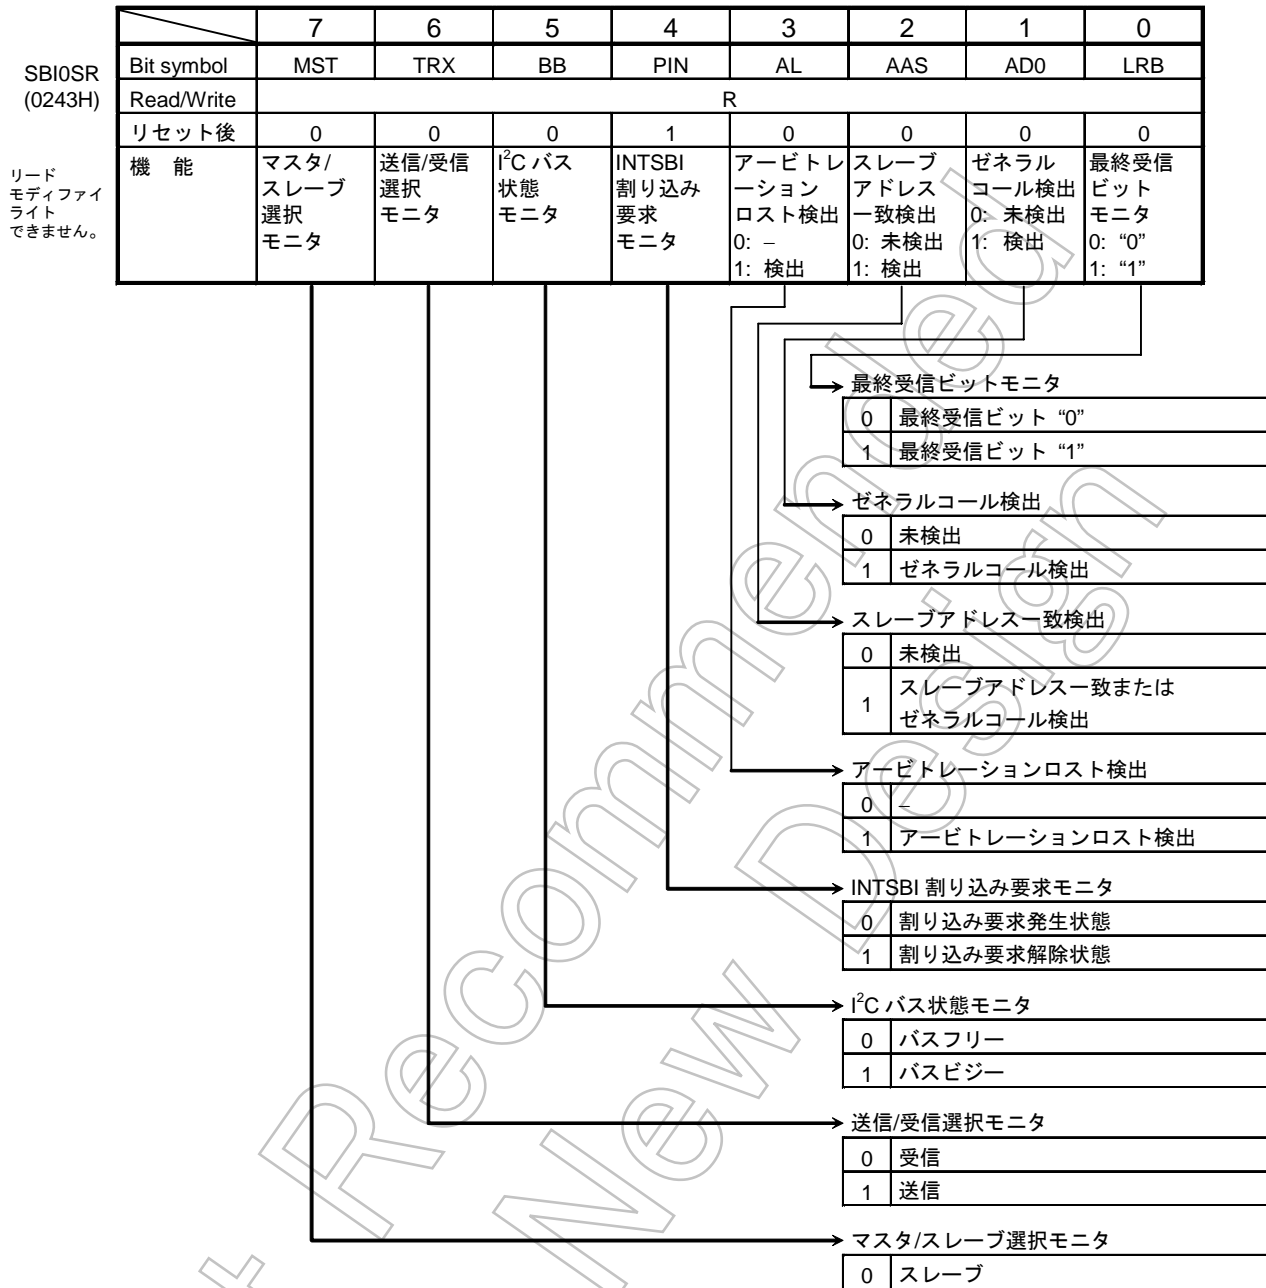 7 6 5 4 3 2 1 0
SBI0SR
(0243H)
Bit symbol MST TRX BB PIN AL AAS AD0 LRB
Read/Write R
リセット後 0 0 0 1 0 0 0 0
リード
モディファイ
ライト
できません。
機 能
マスタ/
スレーブ
選択
モニタ
送信/受信
選択
モニタ
I²C バス
状態
モニタ
INTSBI
割り込み
要求
モニタ
アービトレ
ーション
ロスト検出
0: −
1: 検出
スレーブ
アドレス
一致検出
0: 未検出
1: 検出
ゼネラル
コール検出
0: 未検出
1: 検出
最終受信
ビット
モニタ
0: “0”
1: “1”
最終受信ビットモニタ
0 最終受信ビット “0”
1 最終受信ビット “1”
ゼネラルコール検出
0 未検出
1 ゼネラルコール検出
スレーブアドレス一致検出
0 未検出
1 スレーブアドレス一致または
ゼネラルコール検出
アービトレーションロスト検出
0 −
1 アービトレーションロスト検出
INTSBI 割り込み要求モニタ
0 割り込み要求発生状態
1 割り込み要求解除状態
I²C バス状態モニタ
0 バスフリー
1 バスビジー
送信/受信選択モニタ
0 受信
1 送信
マスタ/スレーブ選択モニタ
0 スレーブ
Recommended
New Design